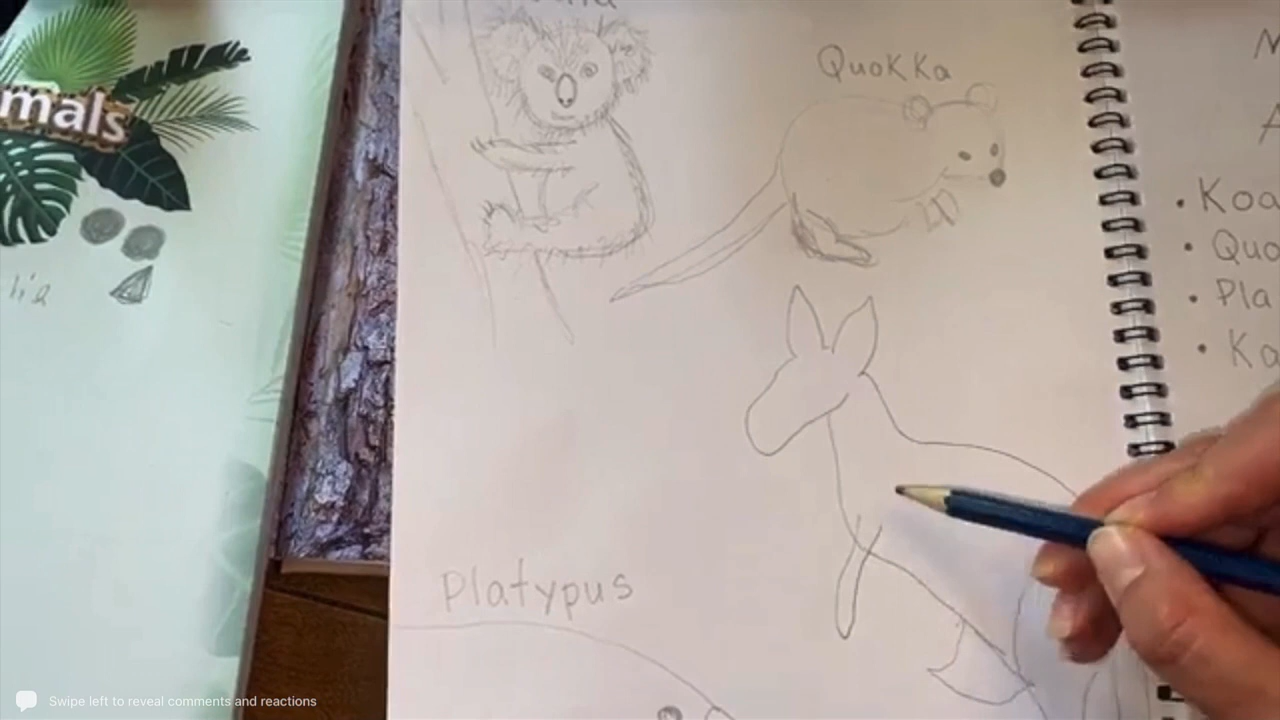 mals
Quokka
Koa
Quo
Pla
Ka
Platypus
Swipe left to reveal comments and reactions